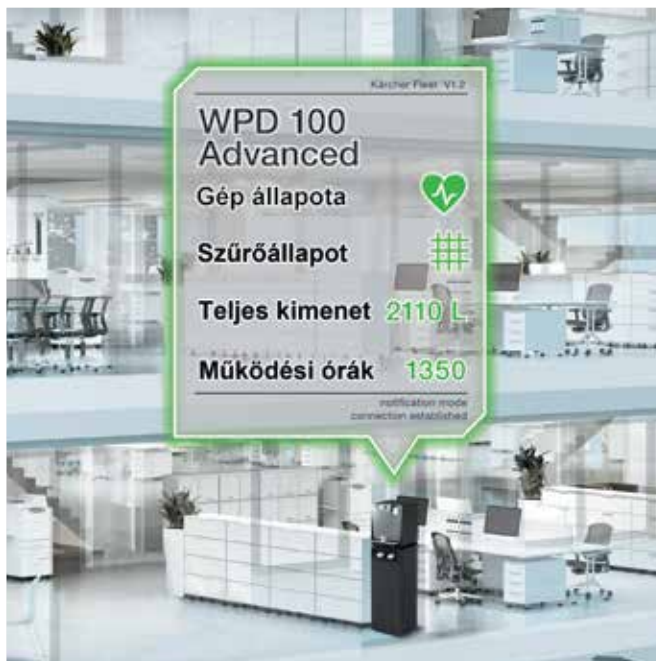 Kärcher Fleet V1.2
WPD 100
Advanced
Gép állapota
Szűrőállapot
Teljes kimenet 2110 L
Működési órák 1350
notification mode
connection established